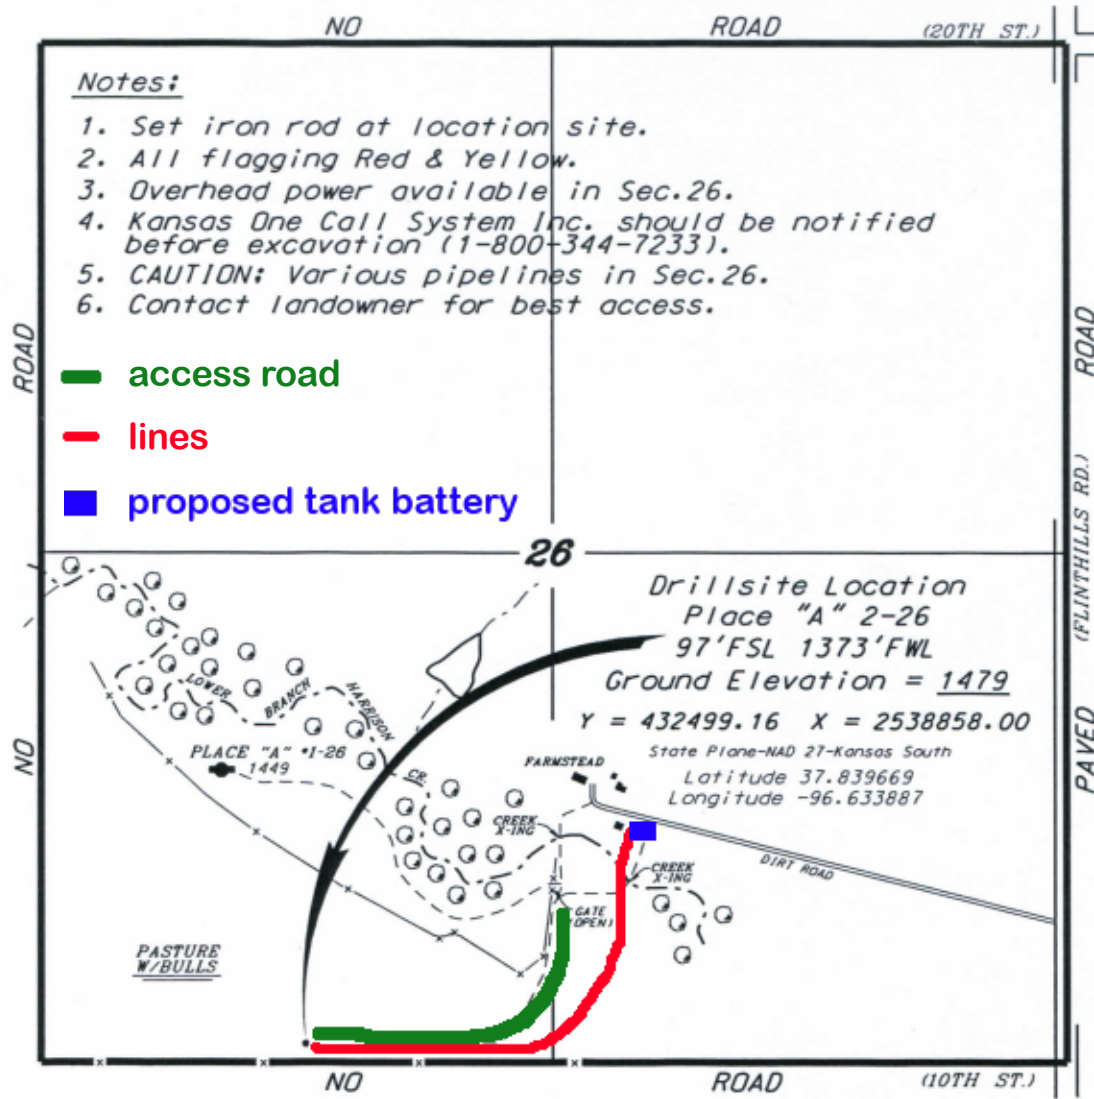 NO ROAD (20TH ST.)
Notes:
1. Set iron rod at location site.
2. All flagging Red & Yellow.
3. Overhead power available in Sec.26.
4. Kansas One Call System Inc. should be notified
before excavation (1-800-344-7233).
5. CAUTION: Various pipelines in Sec.26.
6. Contact landowner for best access.
ROAD
ROAD
access road
lines
proposed tank battery
(FLINTHILLS RD.)
26
Drillsite Location
Place "A" 2-26
97'FSL 1373'FWL
Ground Elevation = 1479
Y = 432499.16 X = 2538858.00
State Plane-NAD 27-Kansas South
Latitude 37.839669
Longitude -96.633887
LOWER BRANCH HARRISON CR.
PLACE "A" #1-26
1449
NO
PAVED
FARMSTEAD
CREEK
X-ING
DIRT ROAD
CREEK
X-ING
GATE
(OPEN)
PASTURE
W/BULLS
NO ROAD (10TH ST.)